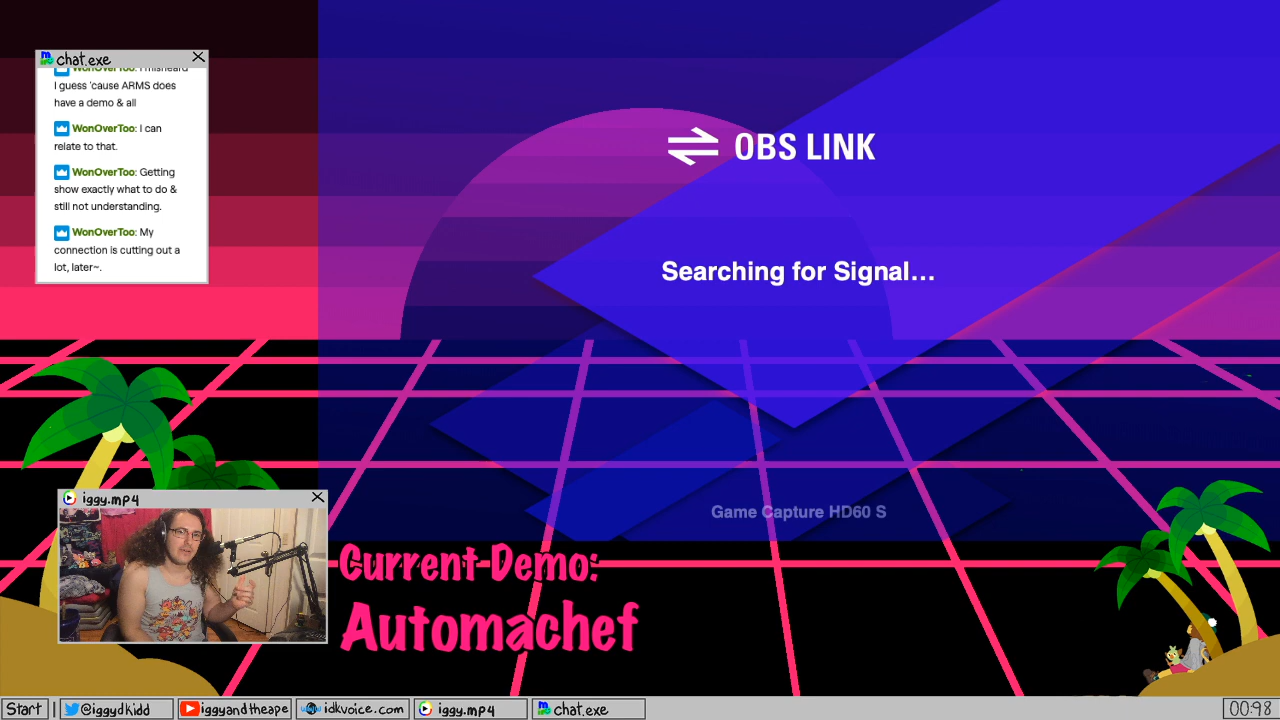 chat.exe
WonOverToo: I misheard
I guess 'cause ARMS does
have a demo & all
WonOverToo: I can
relate to that.
WonOverToo: Getting
show exactly what to do &
still not understanding.
WonOverToo: My
connection is cutting out a
lot, later~.
OBS LINK
Searching for Signal...
Game Capture HD60 S
iggy.mp4
Current Demo:
Automachef
Start | @iggydkidd iggyandtheape idkvoice.com iggy.mp4 chat.exe 00:98